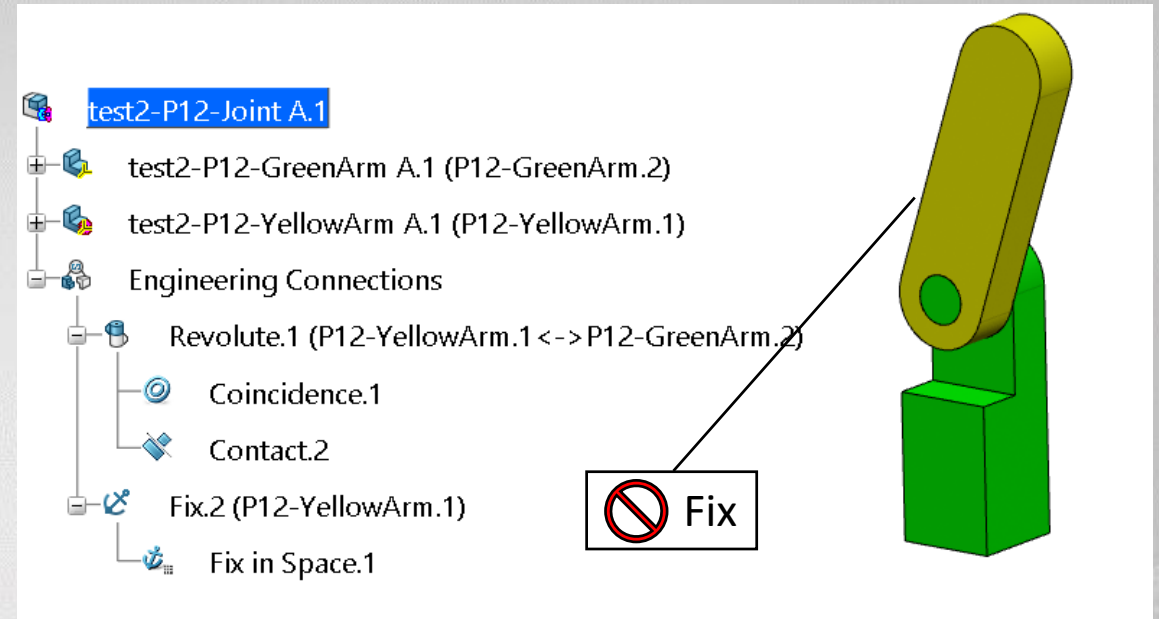 test2-P12-Joint A.1
test2-P12-GreenArm A.1 (P12-GreenArm.2)
test2-P12-YellowArm A.1 (P12-YellowArm.1)
Engineering Connections
Revolute.1 (P12-YellowArm.1<->P12-GreenArm.2)
Coincidence.1
Contact.2
Fix.2 (P12-YellowArm.1)
Fix in Space.1
Fix